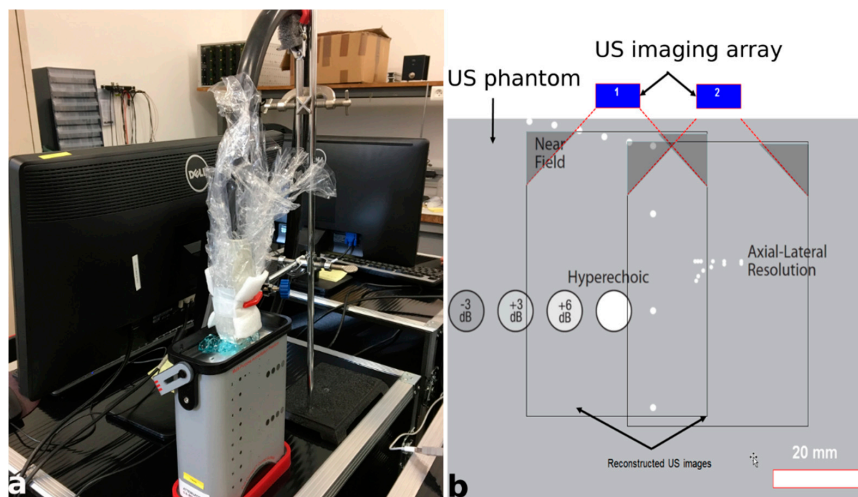 DELL
a
US imaging array
US phantom
1
2
Near
Field
Hyperechoic
Axial-Lateral
Resolution
-3
dB
+3
dB
+6
dB
Reconstructed US images
20 mm
b